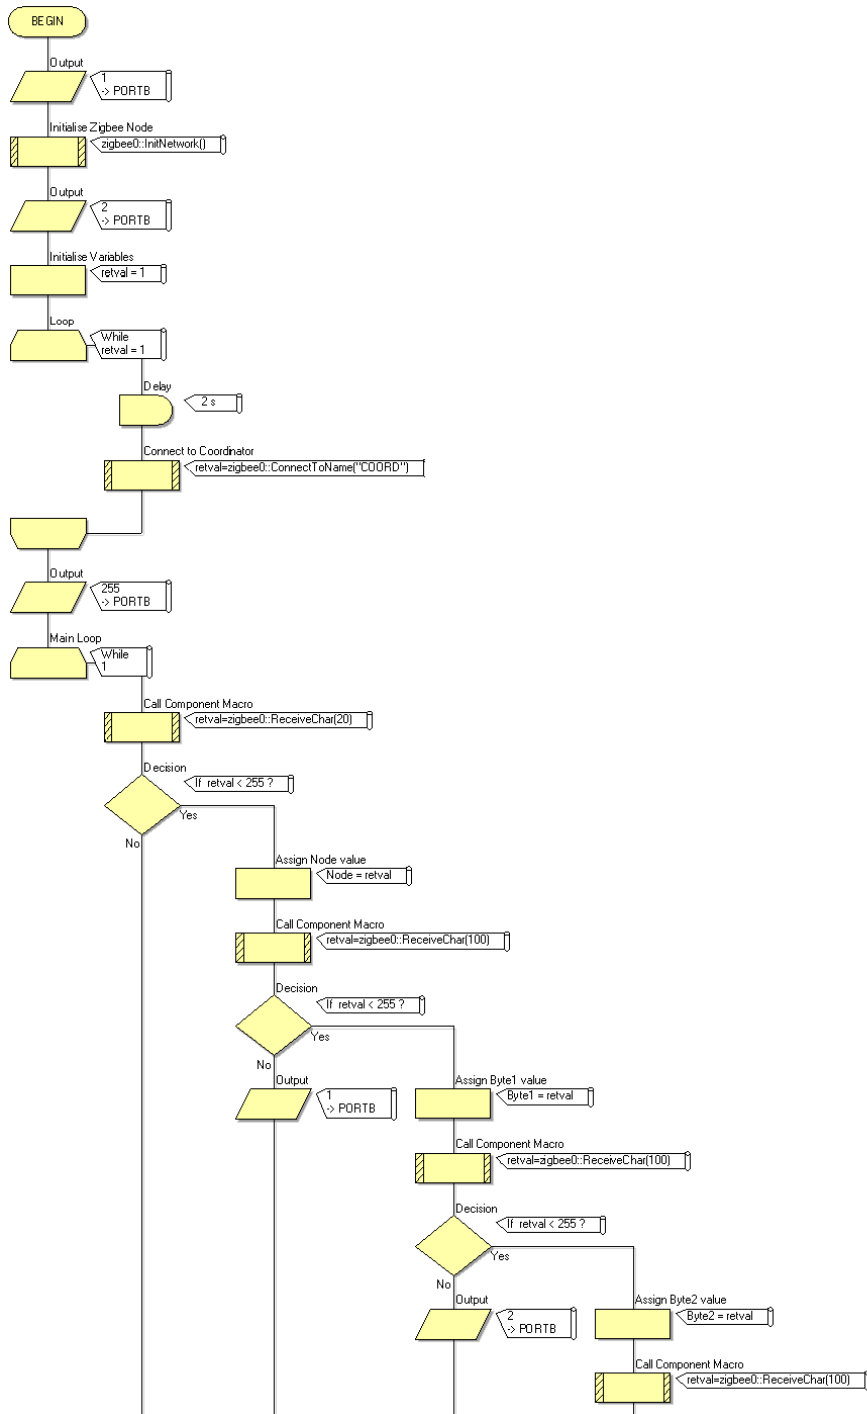 BEGIN
Output
1
-> PORTB
Initialise Zigbee Node
zigbee0::InitNetwork()
Output
2
-> PORTB
Initialise Variables
retval = 1
Loop
While
retval = 1
Delay
2 s
Connect to Coordinator
retval=zigbee0::ConnectToName("COORD")
Output
255
-> PORTB
Main Loop
While
1
Call Component Macro
retval=zigbee0::ReceiveChar(20)
Decision
If retval < 255 ?
Yes
No
Assign Node value
Node = retval
Call Component Macro
retval=zigbee0::ReceiveChar(100)
Decision
If retval < 255 ?
Yes
No
Output
1
-> PORTB
Assign Byte1 value
Byte1 = retval
Call Component Macro
retval=zigbee0::ReceiveChar(100)
Decision
If retval < 255 ?
Yes
No
Output
2
-> PORTB
Assign Byte2 value
Byte2 = retval
Call Component Macro
retval=zigbee0::ReceiveChar(100)